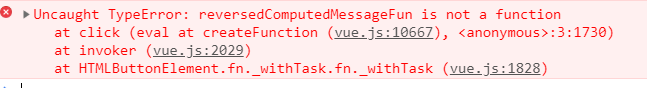 Uncaught TypeError: reversedComputedMessageFun is not a function
at click (eval at createFunction (vue.js:10667), <anonymous>:3:1730)
at invoker (vue.js:2029)
at HTMLButtonElement.fn._withTask.fn._withTask (vue.js:1828)